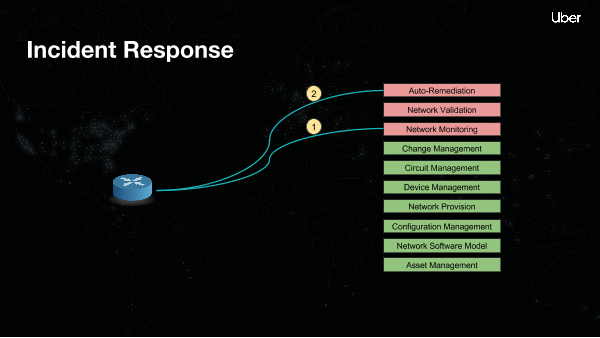 Uber
Incident Response
2
Auto-Remediation
Network Validation
1
Network Monitoring
Change Management
Circuit Management
Device Management
Network Provision
Configuration Management
Network Software Model
Asset Management